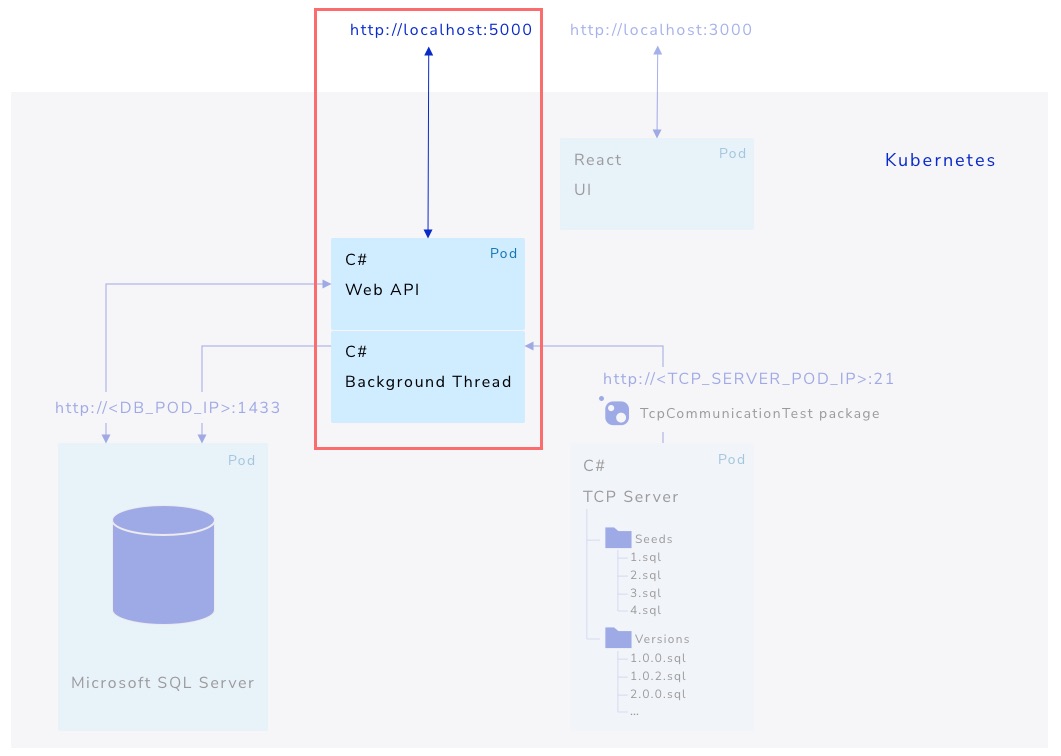 http://localhost:5000
http://localhost:3000
Kubernetes
React
Pod
UI
C#
Pod
Web API
C#
Background Thread
http://<TCP_SERVER_POD_IP>:21
TcpCommunicationTest package
http://<DB_POD_IP>:1433
Pod
Microsoft SQL Server
C#
Pod
TCP Server
Seeds
1.sql
2.sql
3.sql
4.sql
Versions
1.0.0.sql
1.0.2.sql
2.0.0.sql
...